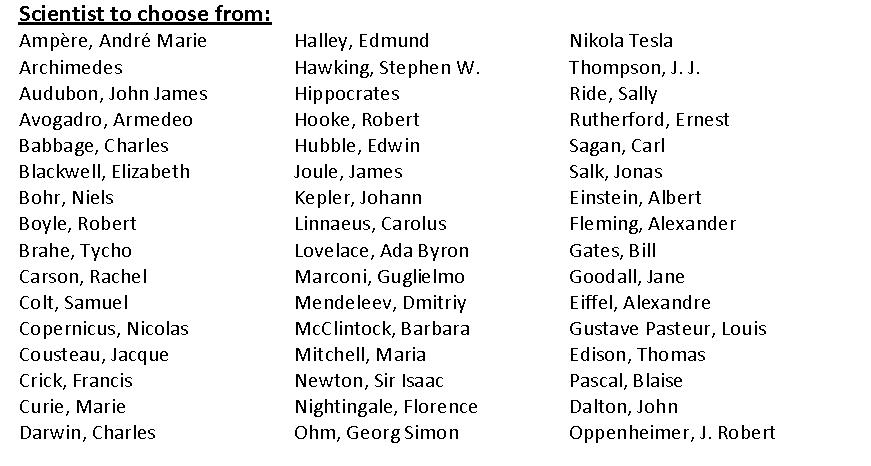 Scientist to choose from:
Ampère, André Marie
Archimedes
Audubon, John James
Avogadro, Armedeo
Babbage, Charles
Blackwell, Elizabeth
Bohr, Niels
Boyle, Robert
Brahe, Tycho
Carson, Rachel
Colt, Samuel
Copernicus, Nicolas
Cousteau, Jacque
Crick, Francis
Curie, Marie
Darwin, Charles
Halley, Edmund
Hawking, Stephen W.
Hippocrates
Hooke, Robert
Hubble, Edwin
Joule, James
Kepler, Johann
Linnaeus, Carolus
Lovelace, Ada Byron
Marconi, Guglielmo
Mendeleev, Dmitriy
McClintock, Barbara
Mitchell, Maria
Newton, Sir Isaac
Nightingale, Florence
Ohm, Georg Simon
Nikola Tesla
Thompson, J. J.
Ride, Sally
Rutherford, Ernest
Sagan, Carl
Salk, Jonas
Einstein, Albert
Fleming, Alexander
Gates, Bill
Goodall, Jane
Eiffel, Alexandre
Gustave Pasteur, Louis
Edison, Thomas
Pascal, Blaise
Dalton, John
Oppenheimer, J. Robert